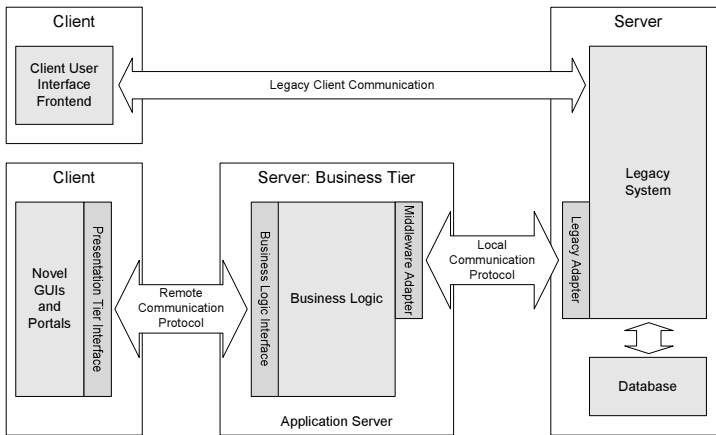 Client
Client User
Interface
Frontend
Legacy Client Communication
Server
Legacy
System
Legacy Adapter
Database
Client
Novel
GUIs
and
Portals
Presentation Tier Interface
Remote
Communication
Protocol
Server: Business Tier
Business Logic Interface
Business Logic
Middleware Adapter
Application Server
Local
Communication
Protocol